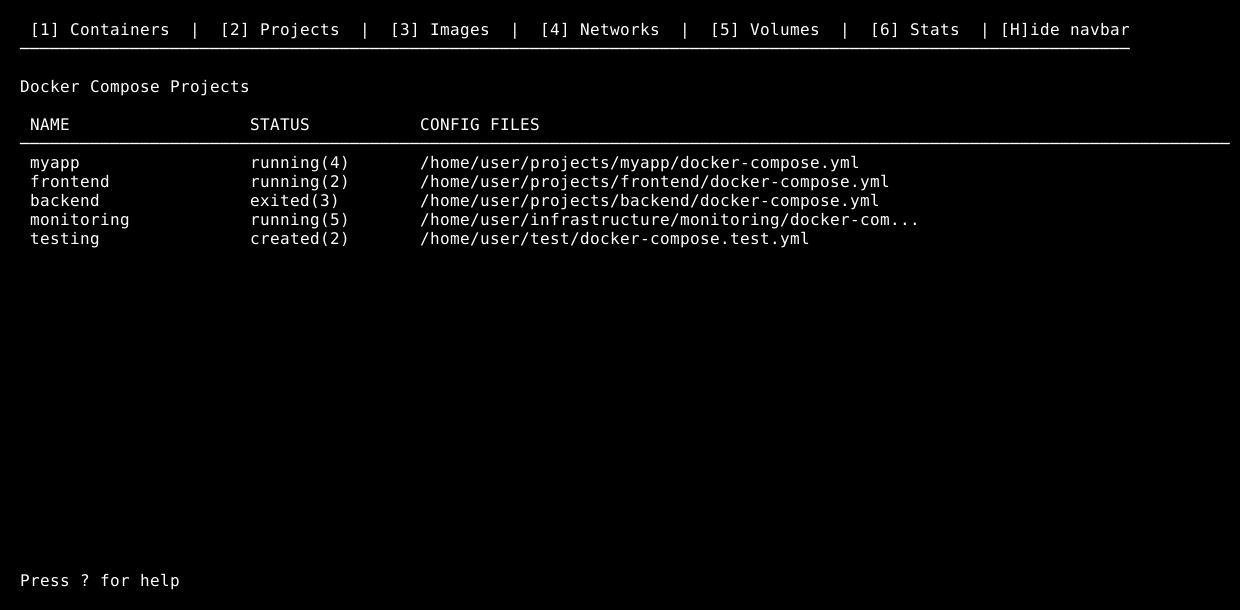 [1] Containers | [2] Projects | [3] Images | [4] Networks | [5] Volumes | [6] Stats | [H]ide navbar
Docker Compose Projects
NAME STATUS CONFIG FILES
myapp running(4) /home/user/projects/myapp/docker-compose.yml
frontend running(2) /home/user/projects/frontend/docker-compose.yml
backend exited(3) /home/user/projects/backend/docker-compose.yml
monitoring running(5) /home/user/infrastructure/monitoring/docker-com...
testing created(2) /home/user/test/docker-compose.test.yml
Press ? for help